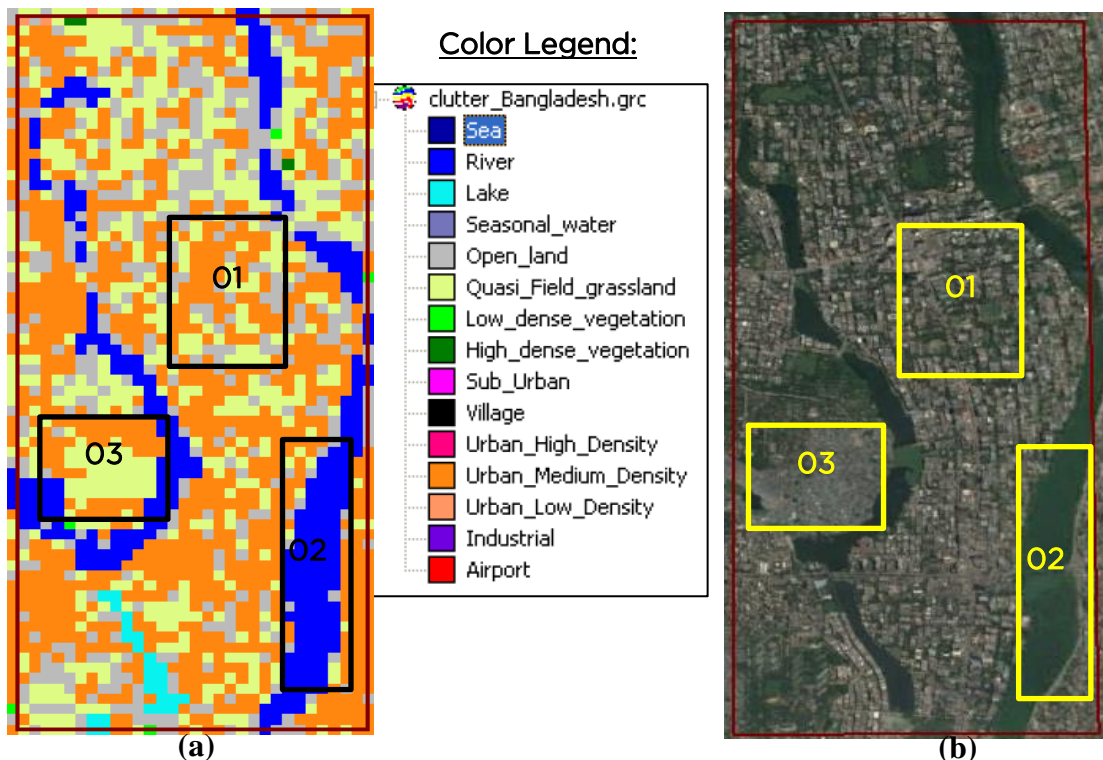 Color Legend:
clutter_Bangladesh.grc
Sea
River
Lake
Seasonal_water
Open_land
Quasi_Field_grassland
Low_dense_vegetation
High_dense_vegetation
Sub_Urban
Village
Urban_High_Density
Urban_Medium_Density
Urban_Low_Density
Industrial
Airport
01
03
02
(a)
01
03
02
(b)